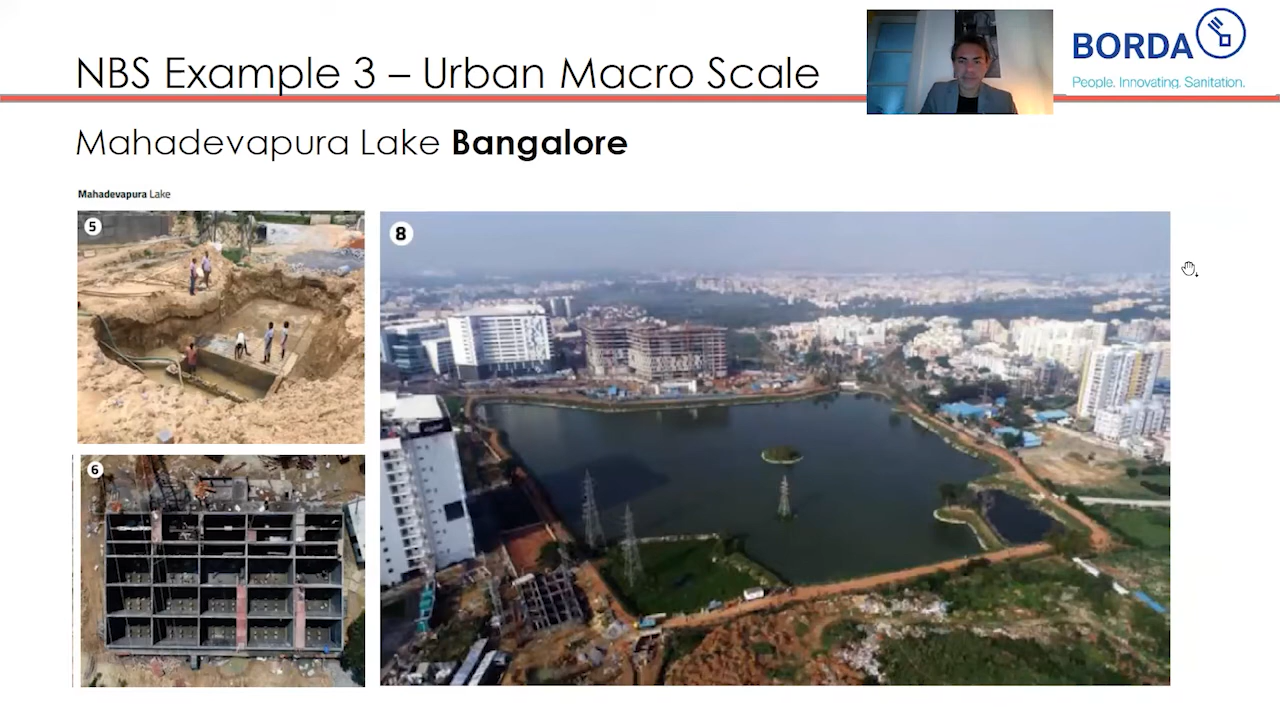 NBS Example 3 – Urban Macro Scale
BORDA
People. Innovating. Sanitation.
Mahadevapura Lake Bangalore
Mahadevapura Lake
5
8
6